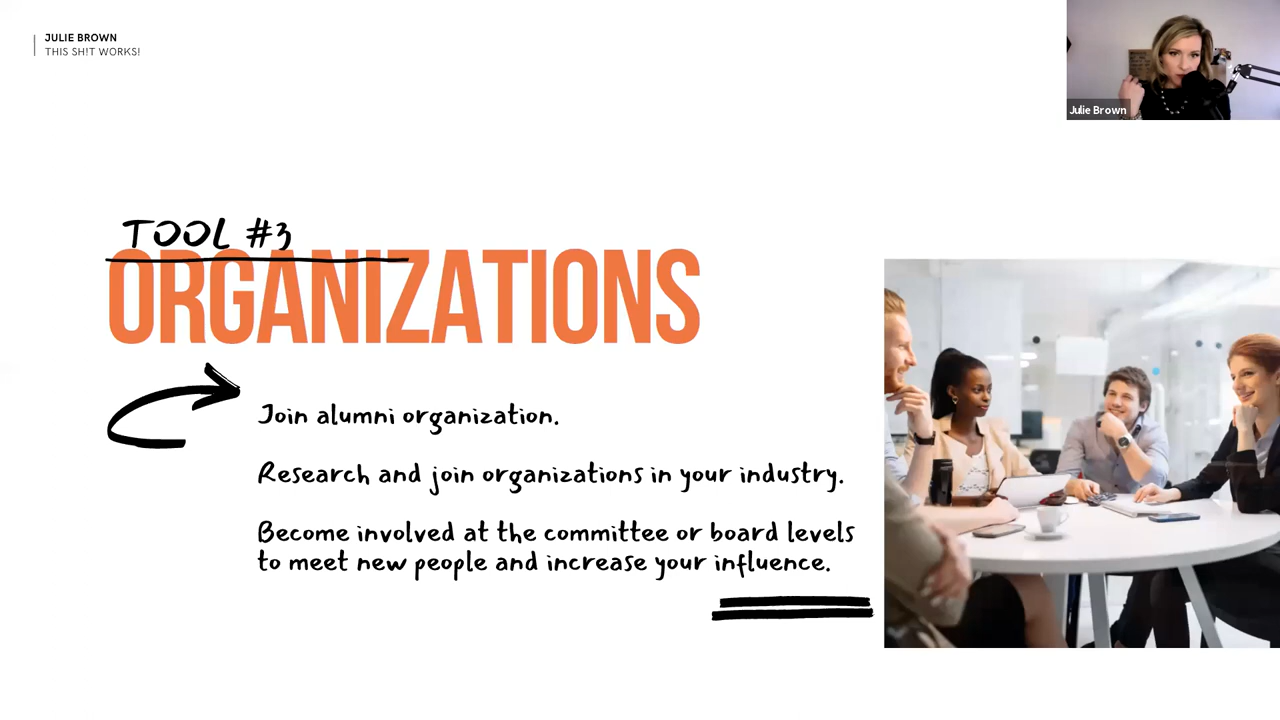 JULIE BROWN
THIS SH!T WORKS!
Julie Brown
TOOL #3
ORGANIZATIONS
Join alumni organization.
Research and join organizations in your industry.
Become involved at the committee or board levels
to meet new people and increase your influence.